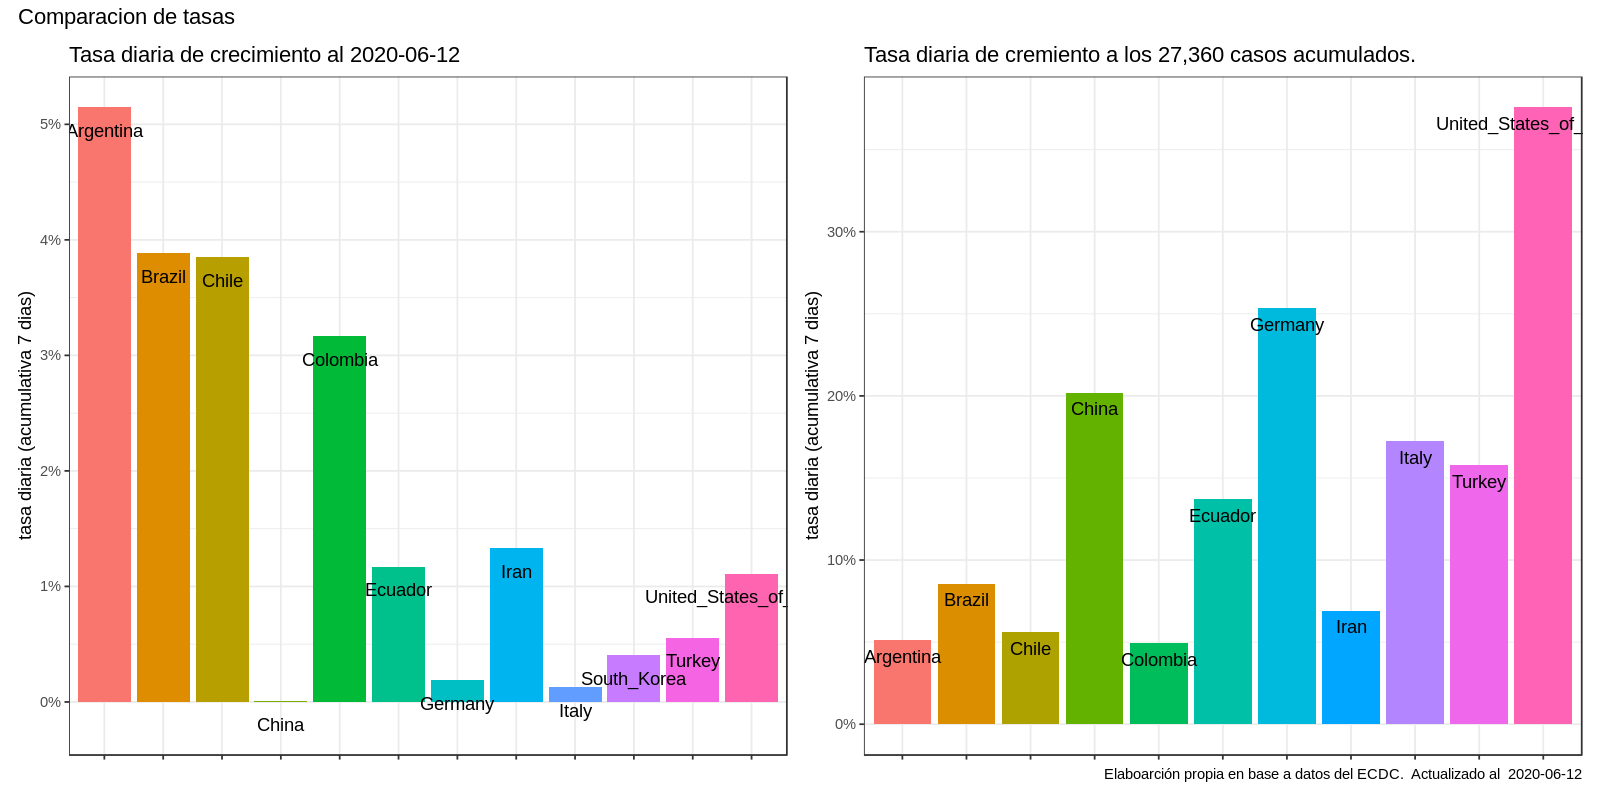 Comparacion de tasas
Tasa diaria de crecimiento al 2020-06-12
5%
4%
3%
2%
1%
0%
tasa diaria (acumulativa 7 dias)
Argentina
Brazil
Chile
China
Colombia
Ecuador
Germany
Iran
Italy
South_Korea
Turkey
United_States_of_
Tasa diaria de cremiento a los 27,360 casos acumulados.
30%
20%
10%
0%
tasa diaria (acumulativa 7 dias)
Argentina
Brazil
Chile
China
Colombia
Ecuador
Germany
Iran
Italy
Turkey
United_States_of_
Elaboarción propia en base a datos del ECDC.  Actualizado al  2020-06-12